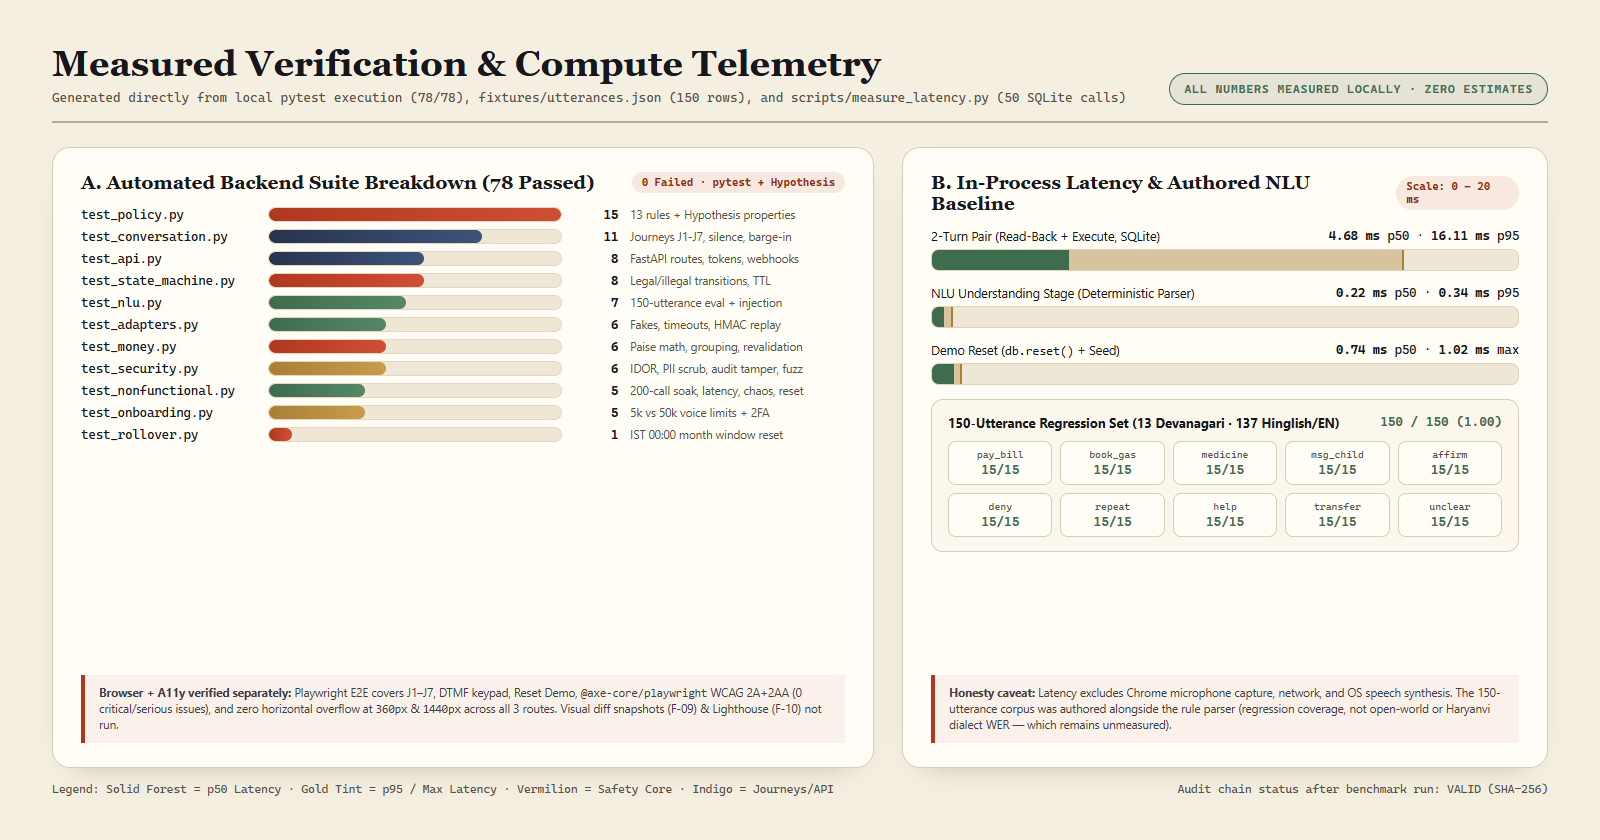 Measured Verification & Compute Telemetry
Generated directly from local pytest execution (78/78), fixtures/utterances.json (150 rows), and scripts/measure_latency.py (50 SQLite calls)
ALL NUMBERS MEASURED LOCALLY · ZERO ESTIMATES
A. Automated Backend Suite Breakdown (78 Passed)
0 Failed · pytest + Hypothesis
test_policy.py 15 13 rules + Hypothesis properties
test_conversation.py 11 Journeys J1-J7, silence, barge-in
test_api.py 8 FastAPI routes, tokens, webhooks
test_state_machine.py 8 Legal/illegal transitions, TTL
test_nlu.py 7 150-utterance eval + injection
test_adapters.py 6 Fakes, timeouts, HMAC replay
test_money.py 6 Paise math, grouping, revalidation
test_security.py 6 IDOR, PII scrub, audit tamper, fuzz
test_nonfunctional.py 5 200-call soak, latency, chaos, reset
test_onboarding.py 5 5k vs 50k voice limits + 2FA
test_rollover.py 1 IST 00:00 month window reset
Browser + A11y verified separately: Playwright E2E covers J1–J7, DTMF keypad, Reset Demo, @axe-core/playwright WCAG 2A+2AA (0
critical/serious issues), and zero horizontal overflow at 360px & 1440px across all 3 routes. Visual diff snapshots (F-09) & Lighthouse (F-10) not
run.
B. In-Process Latency & Authored NLU
Baseline
Scale: 0 – 20
ms
2-Turn Pair (Read-Back + Execute, SQLite) 4.68 ms p50 · 16.11 ms p95
NLU Understanding Stage (Deterministic Parser) 0.22 ms p50 · 0.34 ms p95
Demo Reset (db.reset() + Seed) 0.74 ms p50 · 1.02 ms max
150-Utterance Regression Set (13 Devanagari · 137 Hinglish/EN) 150 / 150 (1.00)
pay_bill book_gas medicine msg_child affirm
15/15 15/15 15/15 15/15 15/15
deny repeat help transfer unclear
15/15 15/15 15/15 15/15 15/15
Honesty caveat: Latency excludes Chrome microphone capture, network, and OS speech synthesis. The 150-
utterance corpus was authored alongside the rule parser (regression coverage, not open-world or Haryanvi
dialect WER — which remains unmeasured).
Legend: Solid Forest = p50 Latency · Gold Tint = p95 / Max Latency · Vermilion = Safety Core · Indigo = Journeys/API
Audit chain status after benchmark run: VALID (SHA-256)